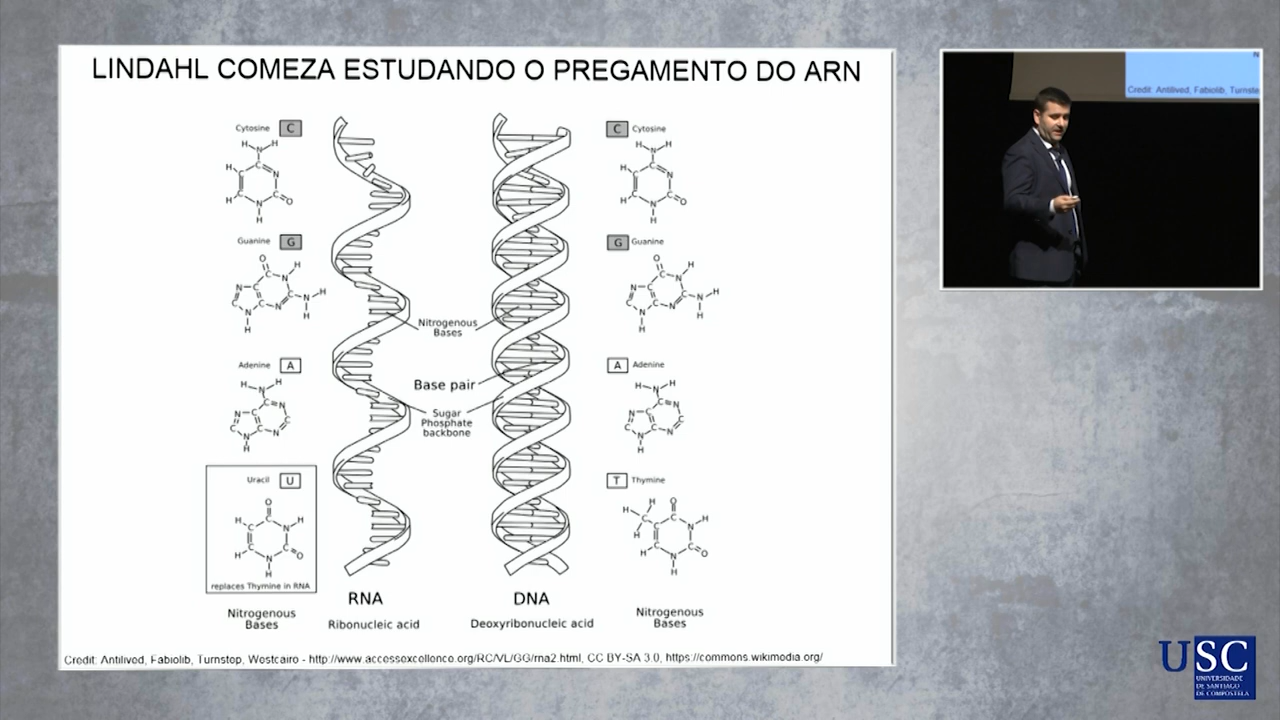 LINDAHL COMEZA ESTUDANDO O PREGAMENTO DO ARN
Cytosine C
C Cytosine
Guanine G
G Guanine
Nitrogenous
Bases
Base pair
Adenine A
A Adenine
Sugar
Phosphate
backbone
Uracil U
T Thymine
replaces Thymine in RNA
Nitrogenous
Bases
RNA
Ribonucleic acid
DNA
Deoxyribonucleic acid
Nitrogenous
Bases
Credit: Antilived, Fabiolib, Turnstep, Westcairo - http://www.accessexcellence.org/RC/VL/GG/rna2.html, CC BY-SA 3.0, https://commons.wikimedia.org/
Credit: Antilived, Fabiolib, Turnste
USC
UNIVERSIDADE
DE SANTIAGO
DE COMPOSTELA